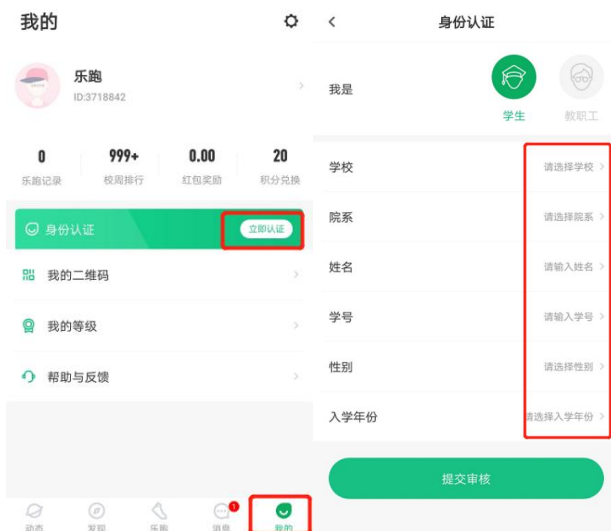 我的
乐跑
ID:3718842
0
999+
0.00
20
乐跑记录
校周排行
红包奖励
积分兑换
身份认证
立即认证
我的二维码
我的等级
帮助与反馈
动态
发现
乐跑
消息
1
我的
身份认证
我是
学生
教职工
学校
请选择学校
院系
请选择院系
姓名
请输入姓名
学号
请输入学号
性别
请选择性别
入学年份
请选择入学年份
提交审核